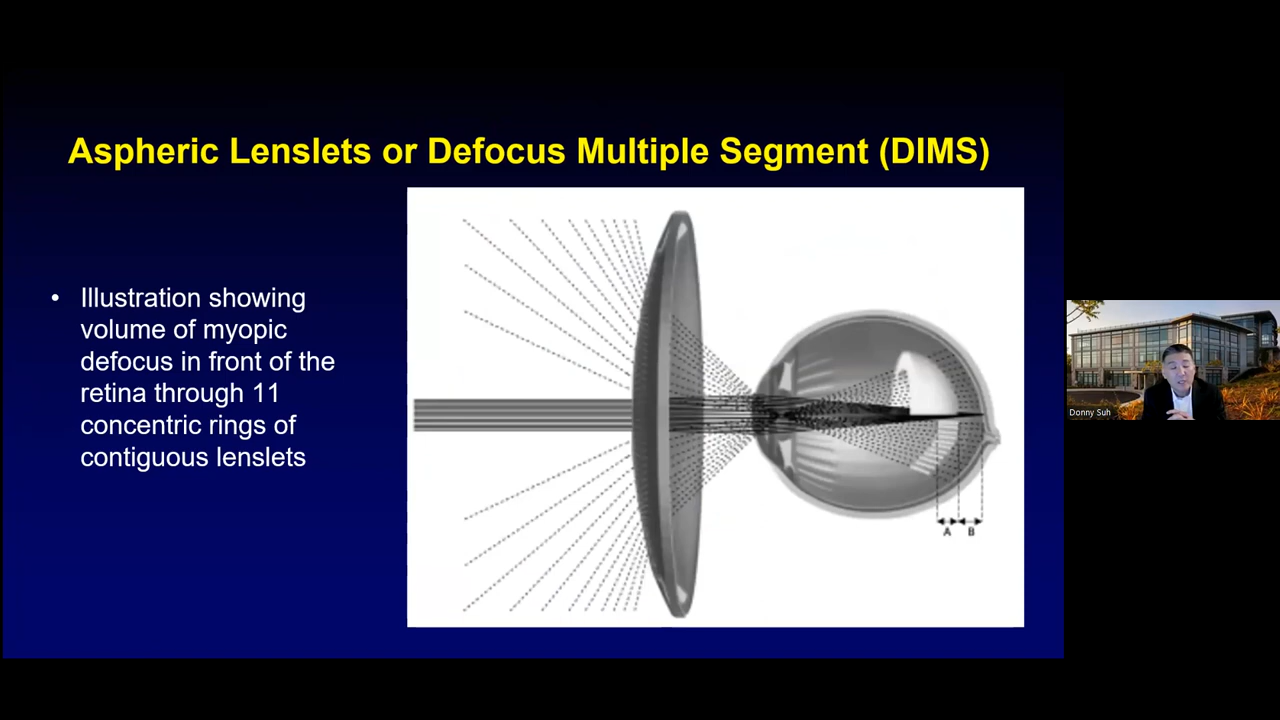 Aspheric Lenslets or Defocus Multiple Segment (DIMS)
• Illustration showing
volume of myopic
defocus in front of the
retina through 11
concentric rings of
contiguous lenslets
A B
Donny Suh